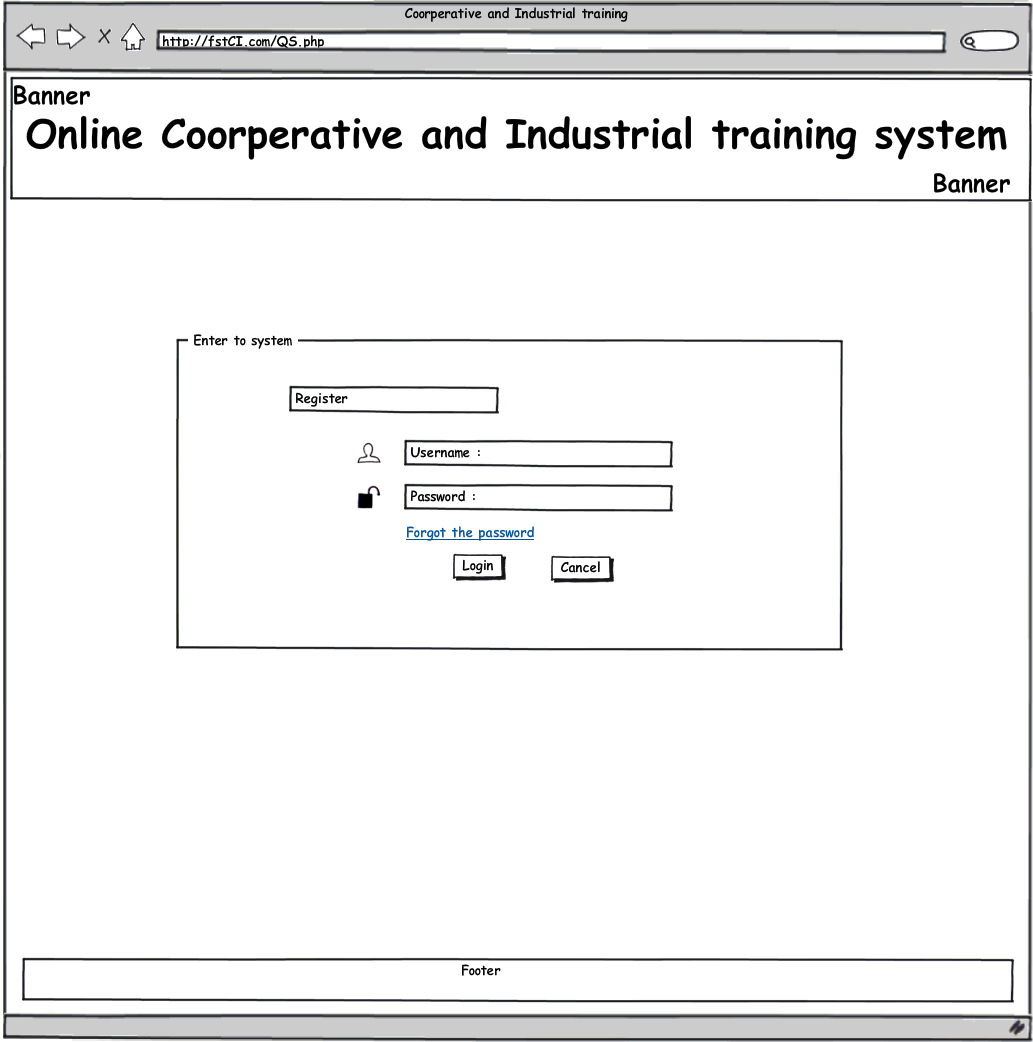 Coorperative and Industrial training
http://fstCI.com/QS.php
Banner
Online Coorperative and Industrial training system
Banner
Enter to system
Register
Username :
Password :
Forgot the password
Login Cancel
Footer